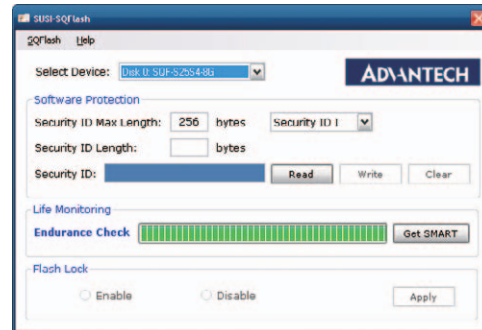 SUSI-SQFlash
SQFlash Help
Select Device: Disk 0: SQF-S25S4-8G
ADVANTECH
Software Protection
Security ID Max Length: 256 bytes Security ID 1
Security ID Length: bytes
Security ID: Read Write Clear
Life Monitoring
Endurance Check Get SMART
Flash Lock
Enable Disable Apply